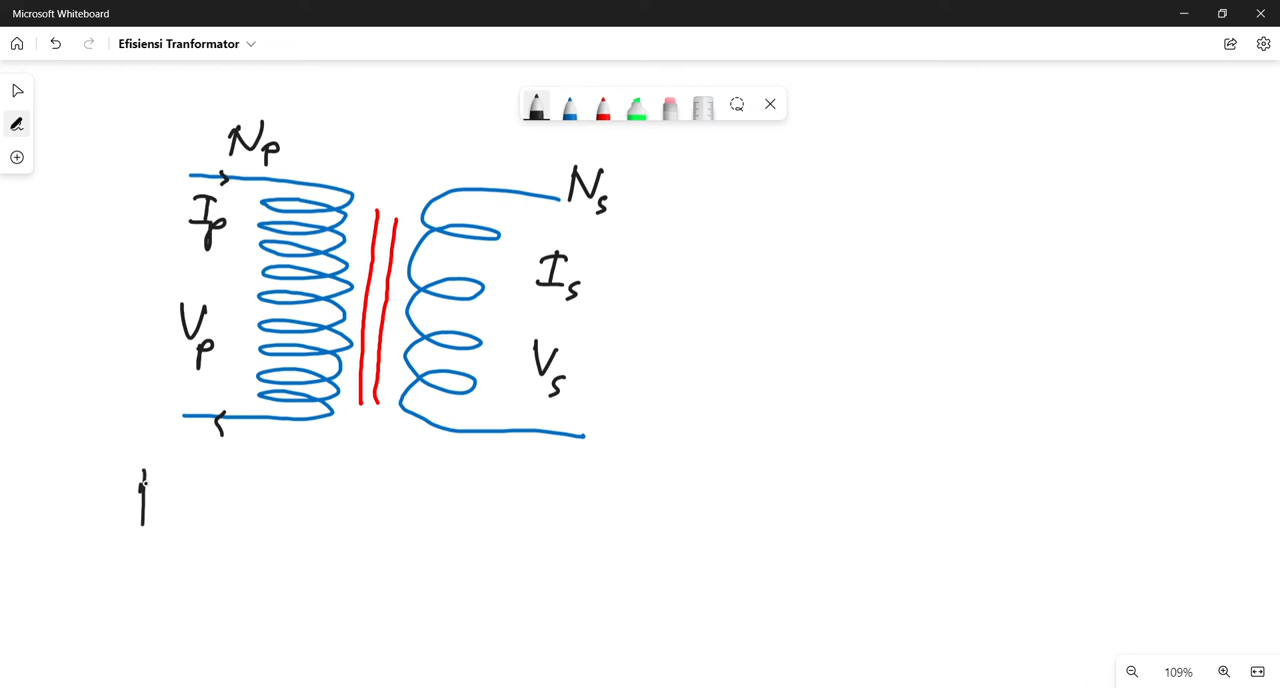 Microsoft Whiteboard
Efisiensi Tranformator
Np
Ns
Ip
Is
Vp
Vs
109%